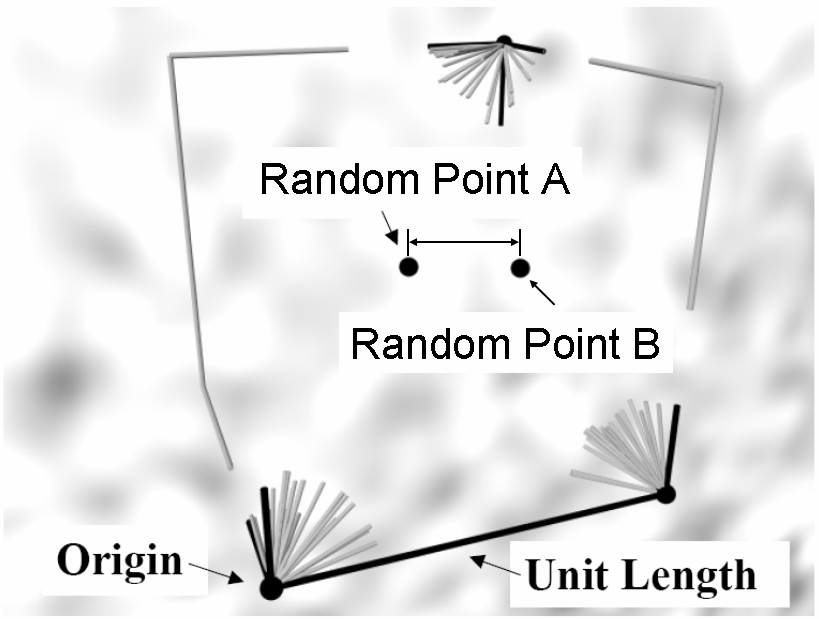 Random Point A
Random Point B
Origin
Unit Length